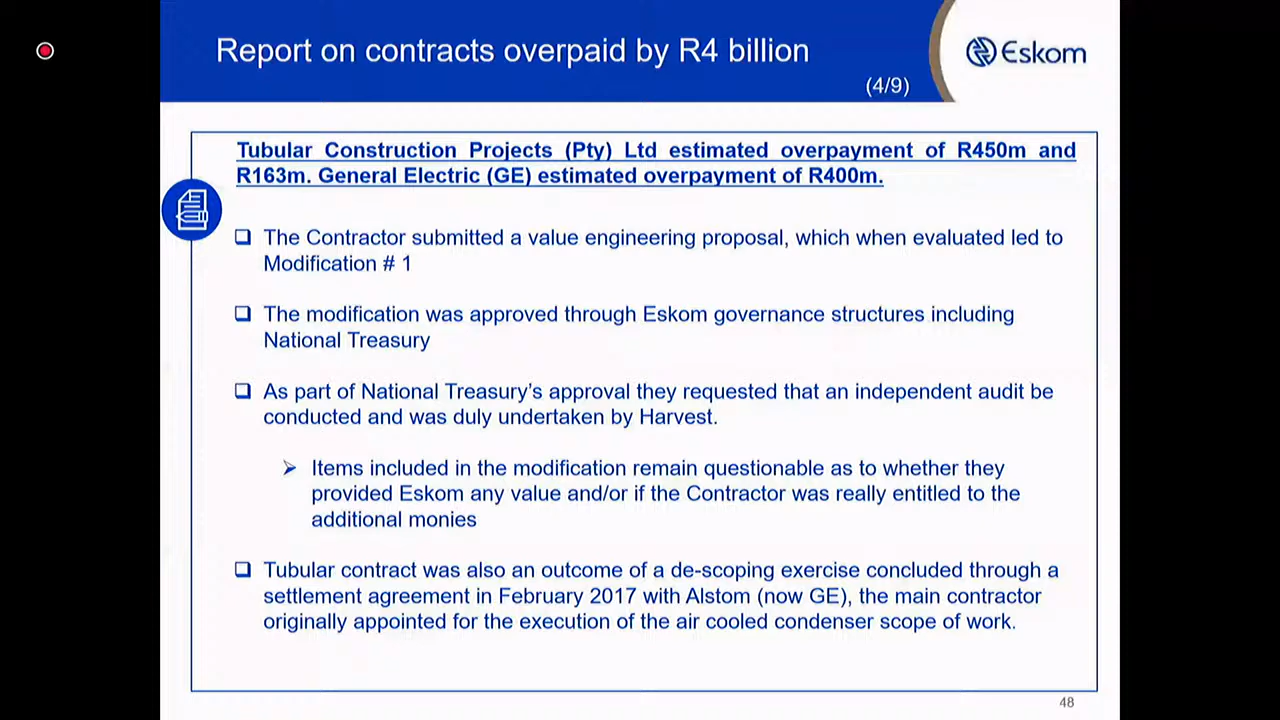 Report on contracts overpaid by R4 billion
(4/9)
Eskom
Tubular Construction Projects (Pty) Ltd estimated overpayment of R450m and
R163m. General Electric (GE) estimated overpayment of R400m.
The Contractor submitted a value engineering proposal, which when evaluated led to
Modification # 1
The modification was approved through Eskom governance structures including
National Treasury
As part of National Treasury's approval they requested that an independent audit be
conducted and was duly undertaken by Harvest.
Items included in the modification remain questionable as to whether they
provided Eskom any value and/or if the Contractor was really entitled to the
additional monies
Tubular contract was also an outcome of a de-scoping exercise concluded through a
settlement agreement in February 2017 with Alstom (now GE), the main contractor
originally appointed for the execution of the air cooled condenser scope of work.
48